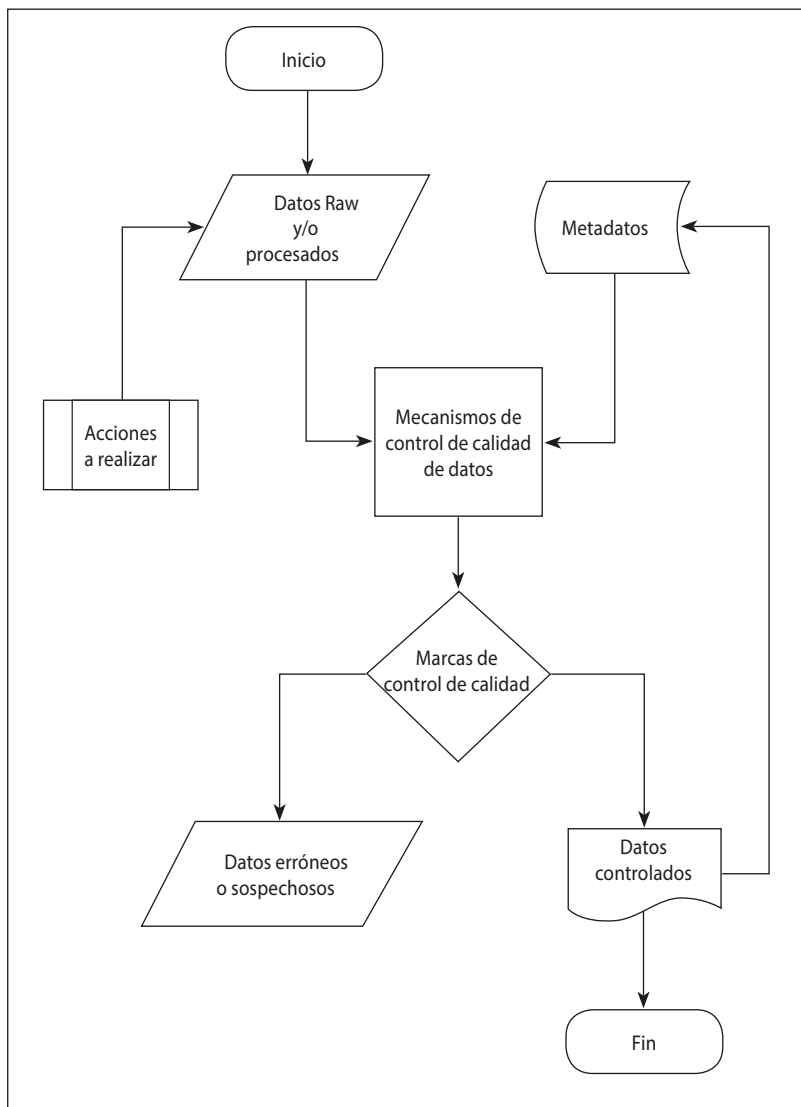 Inicio
Datos Raw
y/o
procesados
Metadatos
Acciones
a realizar
Mecanismos de
control de calidad
de datos
Marcas de
control de calidad
Datos erróneos
o sospechosos
Datos
controlados
Fin